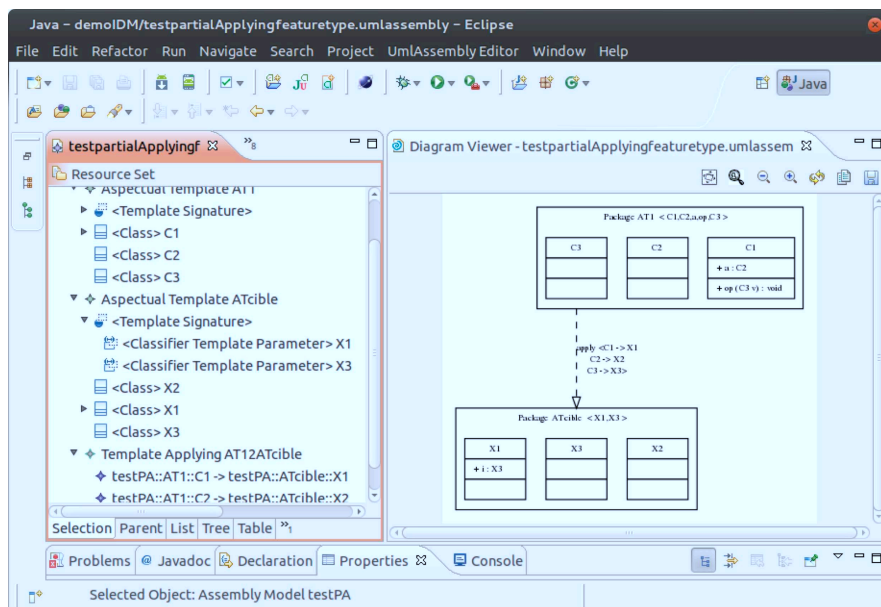 Java – demoIDM/testpartialApplyingfeaturetype.umlassembly – Eclipse
File Edit Refactor Run Navigate Search Project UmlAssembly Editor Window Help
Java
testpartialApplyingf
»8
Diagram Viewer - testpartialApplyingfeaturetype.umlassem
Resource Set
Aspectual Template AT1
<Template Signature>
<Class> C1
<Class> C2
<Class> C3
Aspectual Template ATcible
<Template Signature>
<Classifier Template Parameter> X1
<Classifier Template Parameter> X3
<Class> X2
<Class> X1
<Class> X3
Template Applying AT12ATcible
testPA::AT1::C1 -> testPA::ATcible::X1
testPA::AT1::C2 -> testPA::ATcible::X2
Selection Parent List Tree Table »1
Package AT1 <C1,C2,a,op,C3>
C3 C2 C1
+ a : C2
+ op (C3 v) : void
apply <C1 -> X1
C2 -> X2
C3 -> X3>
Package ATcible <X1,X3>
X1 X3 X2
+ i : X3
Problems @ Javadoc Declaration Properties Console
Selected Object: Assembly Model testPA